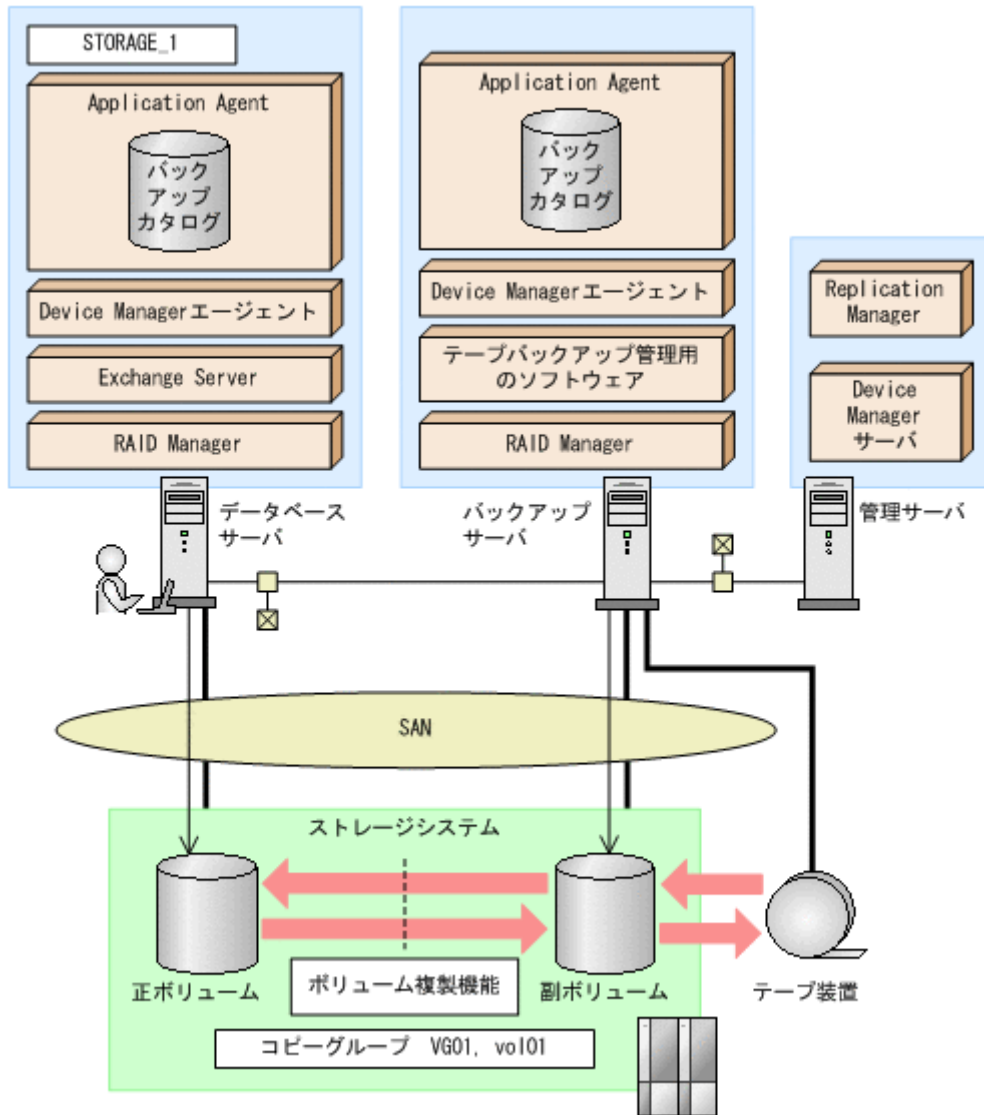 STORAGE_1
Application Agent
バック
アップ
カタログ
Device Managerエージェント
Exchange Server
RAID Manager
データベース
サーバ
Application Agent
バック
アップ
カタログ
Device Managerエージェント
テープバックアップ管理用
のソフトウェア
RAID Manager
バックアップ
サーバ
Replication
Manager
Device
Manager
サーバ
管理サーバ
SAN
ストレージシステム
正ボリューム
ボリューム複製機能
副ボリューム
テープ装置
コピーグループ VG01, vol01